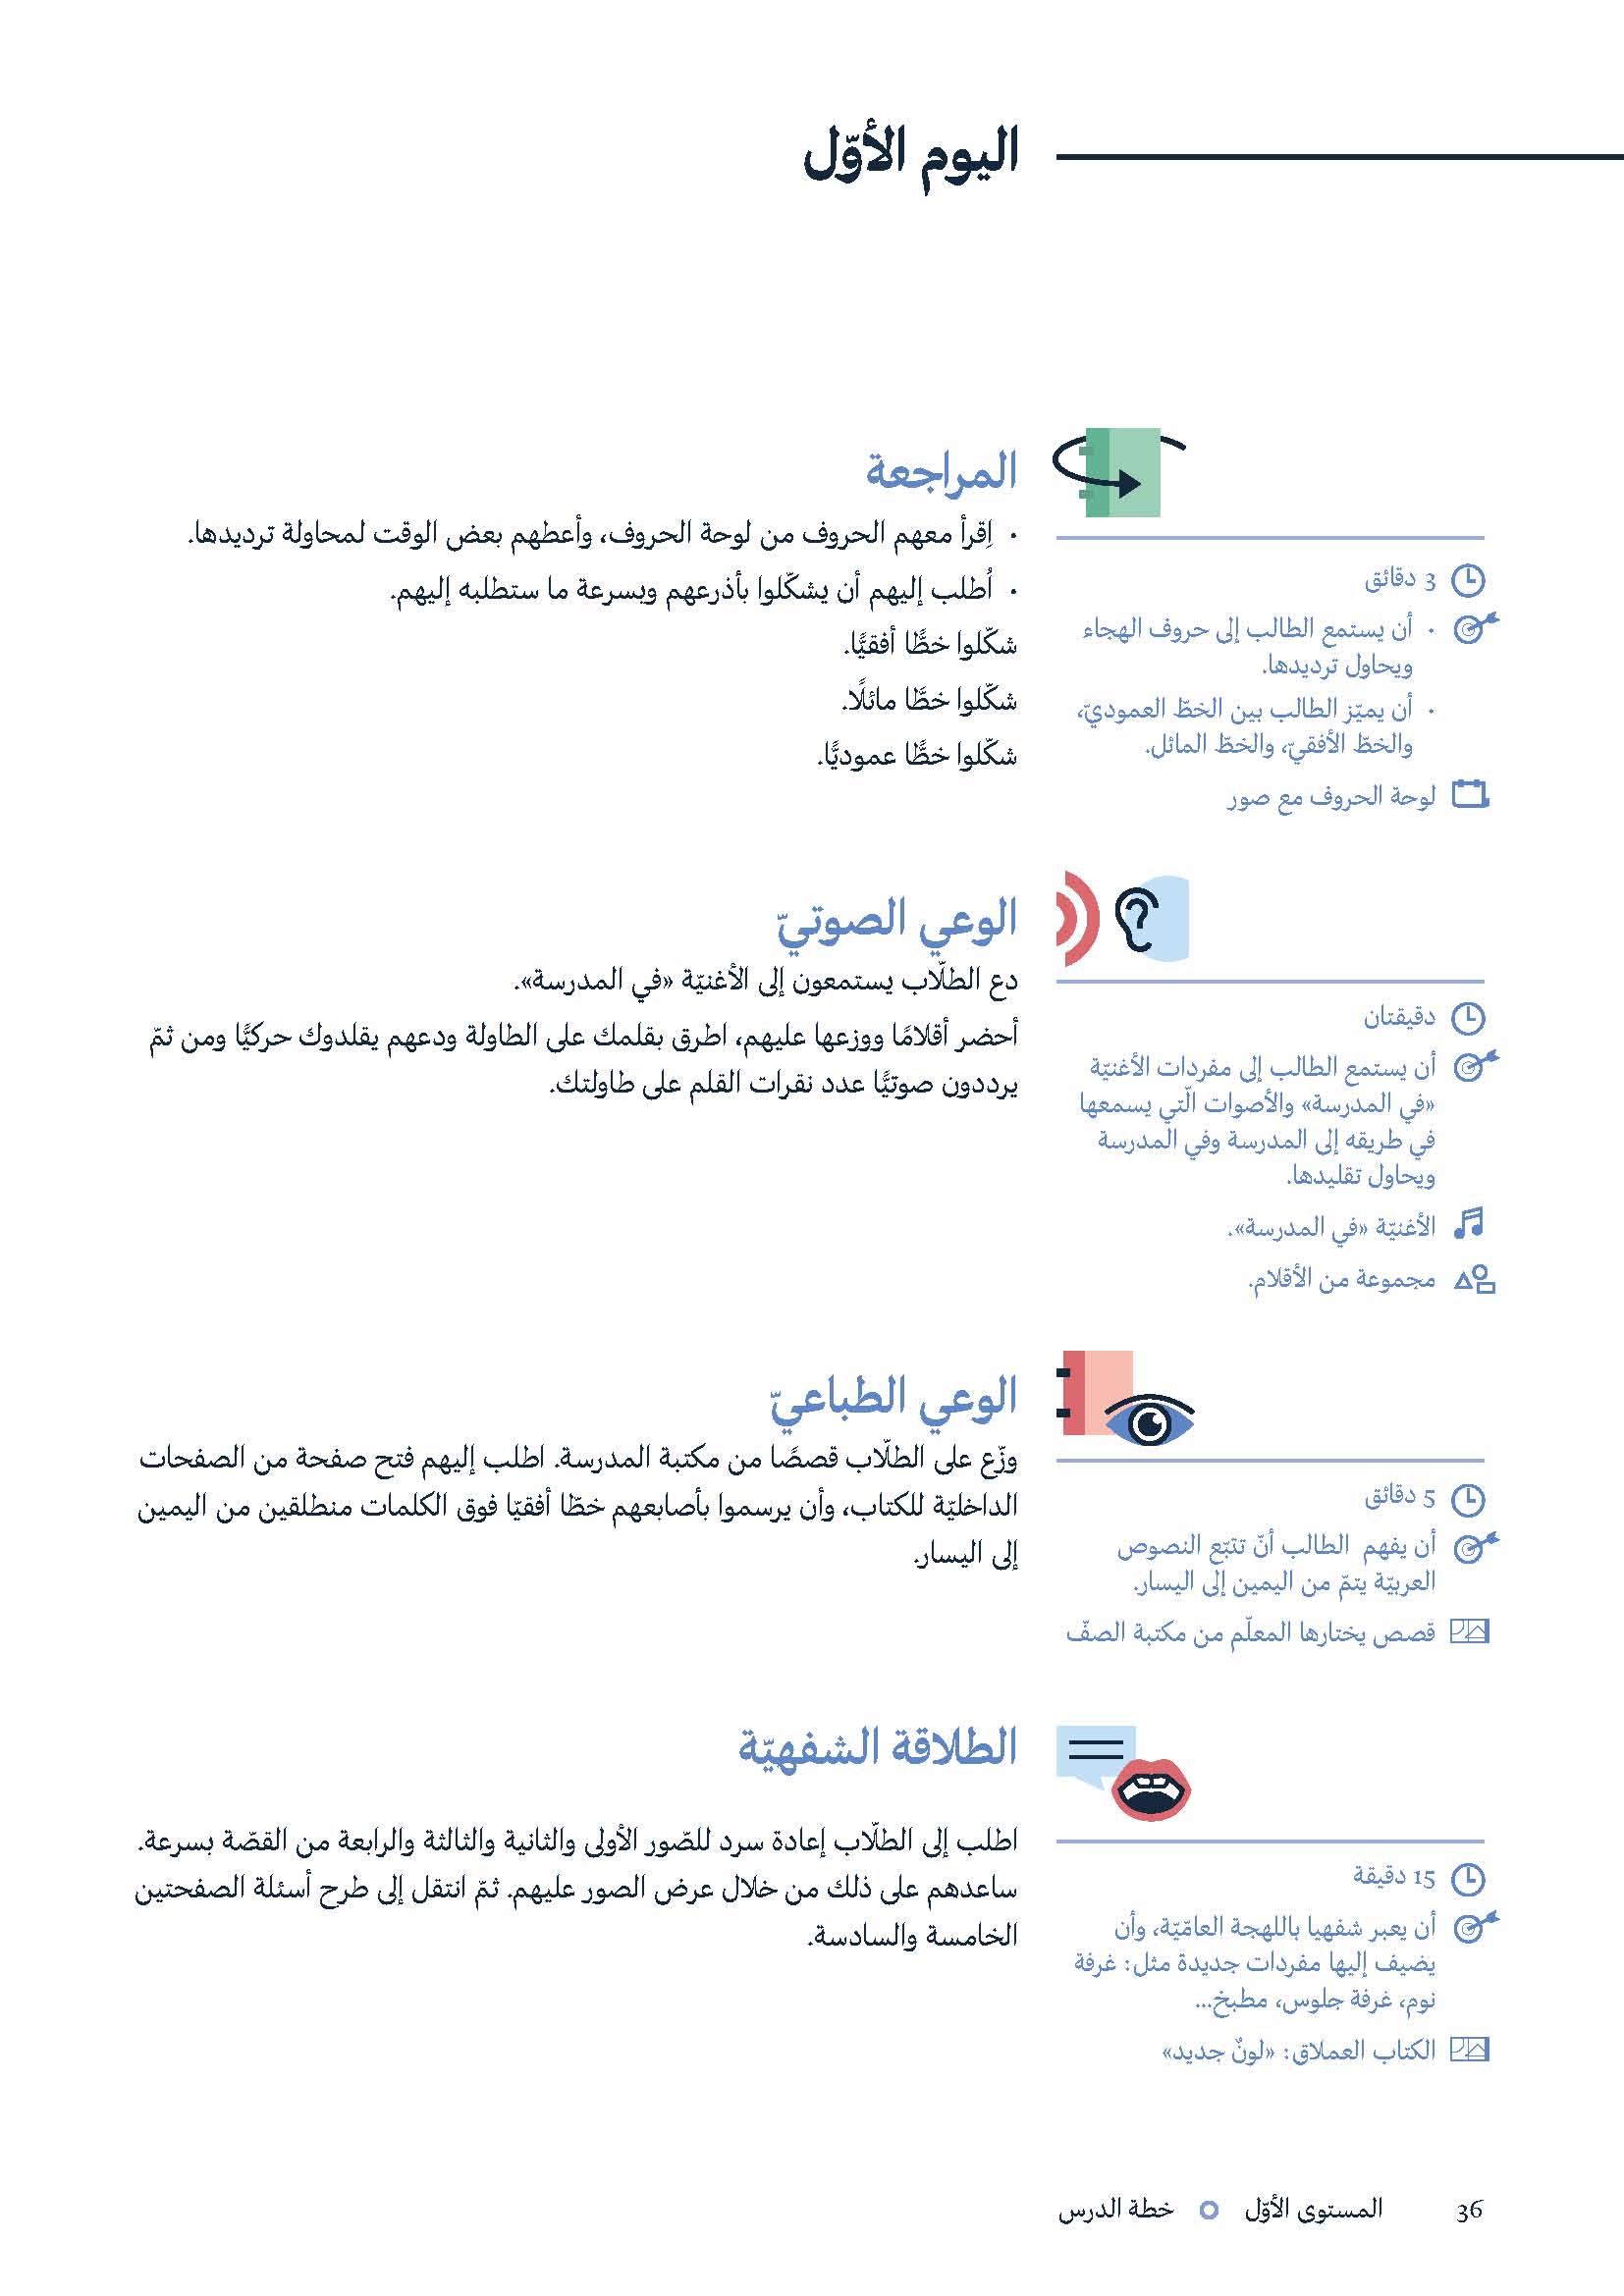 اليوم الأوّل
المراجعة
• اِقرأ معهم الحروف من لوحة الحروف، وأعطهم بعض الوقت لمحاولة ترديدها.
• اُطلب إليهم أن يشكّلوا بأذرعهم وبسرعة ما ستطلبه إليهم.
شكّلوا خطًّا أفقيًّا.
شكّلوا خطًّا مائلًا.
شكّلوا خطًّا عموديًّا.
3 دقائق
• أن يستمع الطالب إلى حروف الهجاء
ويحاول ترديدها.
• أن يميّز الطالب بين الخطّ العموديّ،
والخطّ الأفقيّ، والخطّ المائل.
لوحة الحروف مع صور
الوعي الصوتيّ
دع الطلّاب يستمعون إلى الأغنيّة «في المدرسة».
أحضر أقلامًا ووزعها عليهم، اطرق بقلمك على الطاولة ودعهم يقلدوك حركيًّا ومن ثمّ
يرددون صوتيًّا عدد نقرات القلم على طاولتك.
دقيقتان
أن يستمع الطالب إلى مفردات الأغنيّة
«في المدرسة» والأصوات الّتي يسمعها
في طريقه إلى المدرسة وفي المدرسة
ويحاول تقليدها.
الأغنيّة «في المدرسة».
مجموعة من الأقلام.
الوعي الطباعيّ
وزّع على الطلّاب قصصًا من مكتبة المدرسة. اطلب إليهم فتح صفحة من الصفحات
الداخليّة للكتاب، وأن يرسموا بأصابعهم خطّا أفقيّا فوق الكلمات منطلقين من اليمين
إلى اليسار.
5 دقائق
أن يفهم الطالب أنّ تتبّع النصوص
العربيّة يتمّ من اليمين إلى اليسار.
قصص يختارها المعلّم من مكتبة الصفّ
الطلاقة الشفهيّة
اطلب إلى الطلّاب إعادة سرد للصّور الأولى والثانية والثالثة والرابعة من القصّة بسرعة.
ساعدهم على ذلك من خلال عرض الصور عليهم. ثمّ انتقل إلى طرح أسئلة الصفحتين
الخامسة والسادسة.
15 دقيقة
أن يعبر شفهيا باللهجة العامّيّة، وأن
يضيف إليها مفردات جديدة مثل: غرفة
نوم، غرفة جلوس، مطبخ...
الكتاب العملاق: «لونٌ جديد»
36 المستوى الأوّل خطة الدرس